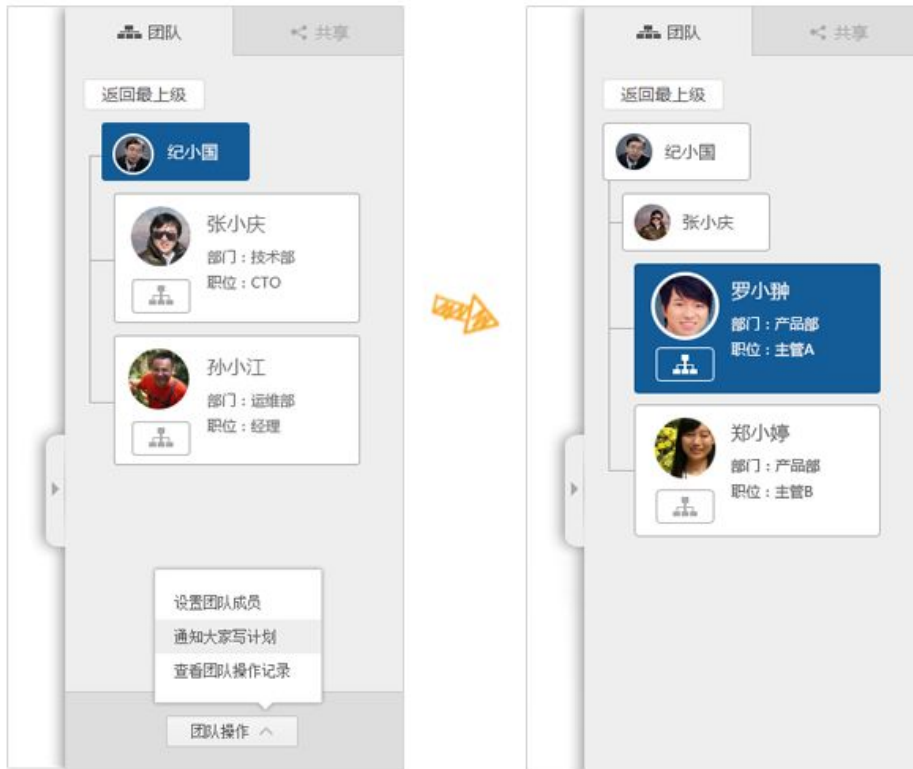 团队
共享
返回最上级
纪小国
张小庆
部门：技术部
职位：CTO
孙小江
部门：运维部
职位：经理
设置团队成员
通知大家写计划
查看团队操作记录
团队操作
团队
共享
返回最上级
纪小国
张小庆
罗小翀
部门：产品部
职位：主管A
郑小婷
部门：产品部
职位：主管B